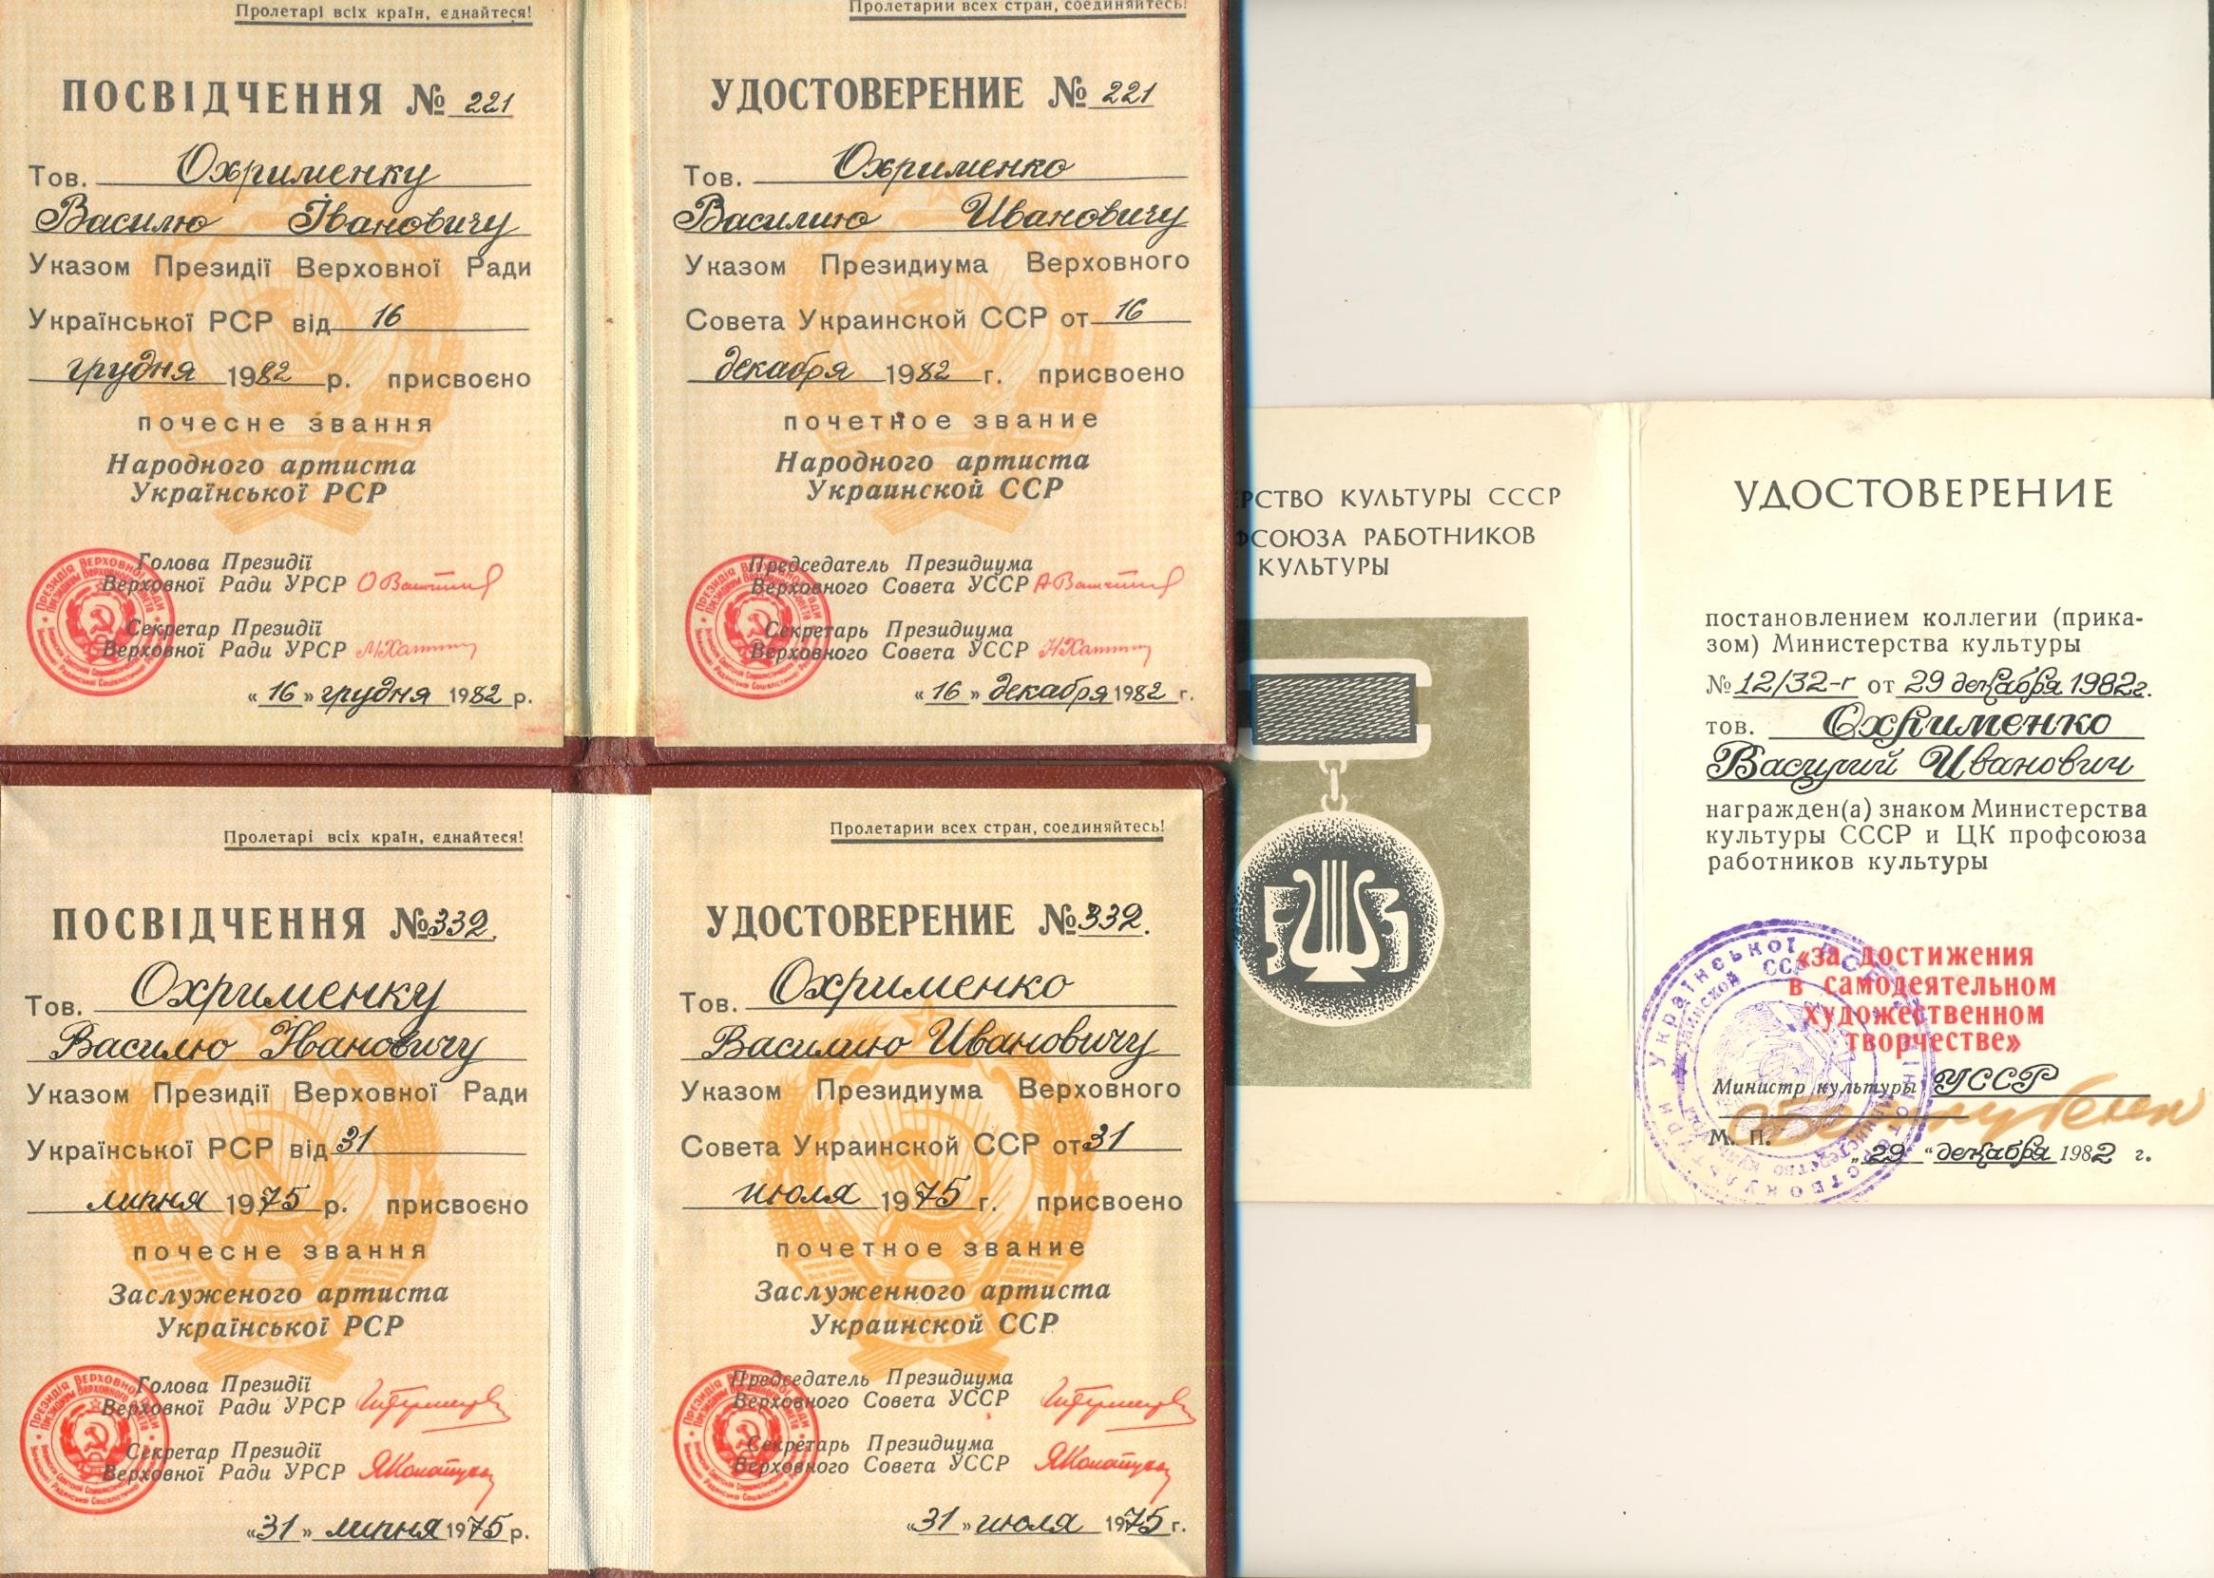 Пролетарі всіх країн, єднайтеся!
ПОСВІДЧЕННЯ № 221
Тов. Охрименку
Василю Івановичу
Указом Президії Верховної Ради
Української РСР від 16
грудня 1982 р. присвоєно
почесне звання
Народного артиста
Української РСР
Голова Президії
Верховної Ради УРСР
Секретар Президії
Верховної Ради УРСР
«16» грудня 1982 р.
Пролетарии всех стран, соединяйтесь!
УДОСТОВЕРЕНИЕ № 221
Тов. Охрименко
Василию Ивановичу
Указом Президиума Верховного
Совета Украинской ССР от 16
декабря 1982 г. присвоено
почетное звание
Народного артиста
Украинской ССР
Председатель Президиума
Верховного Совета УССР
Секретарь Президиума
Верховного Совета УССР
«16» декабря 1982 г.
Пролетарі всіх країн, єднайтеся!
ПОСВІДЧЕННЯ № 332.
Тов. Охрименку
Василю Івановичу
Указом Президії Верховної Ради
Української РСР від 31
липня 1975 р. присвоєно
почесне звання
Заслуженого артиста
Української РСР
Голова Президії
Верховної Ради УРСР
Секретар Президії
Верховної Ради УРСР
«31» липня 1975 р.
Пролетарии всех стран, соединяйтесь!
УДОСТОВЕРЕНИЕ № 332.
Тов. Охрименко
Василию Ивановичу
Указом Президиума Верховного
Совета Украинской ССР от 31
июля 1975 г. присвоено
почетное звание
Заслуженного артиста
Украинской ССР
Председатель Президиума
Верховного Совета УССР
Секретарь Президиума
Верховного Совета УССР
«31» июля 1975 г.
РСТВО КУЛЬТУРЫ СССР
ФСОЮЗА РАБОТНИКОВ
КУЛЬТУРЫ
УДОСТОВЕРЕНИЕ
постановлением коллегии (прика-
зом) Министерства культуры
№ 12/32-г от 29 декабря 1982 г.
тов. Охрименко
Василий Иванович
награжден(а) знаком Министерства
культуры СССР и ЦК профсоюза
работников культуры
«за достижения
в самодеятельном
художественном
творчестве»
Министр культуры УССР
М. П.
„29" декабря 1982 г.